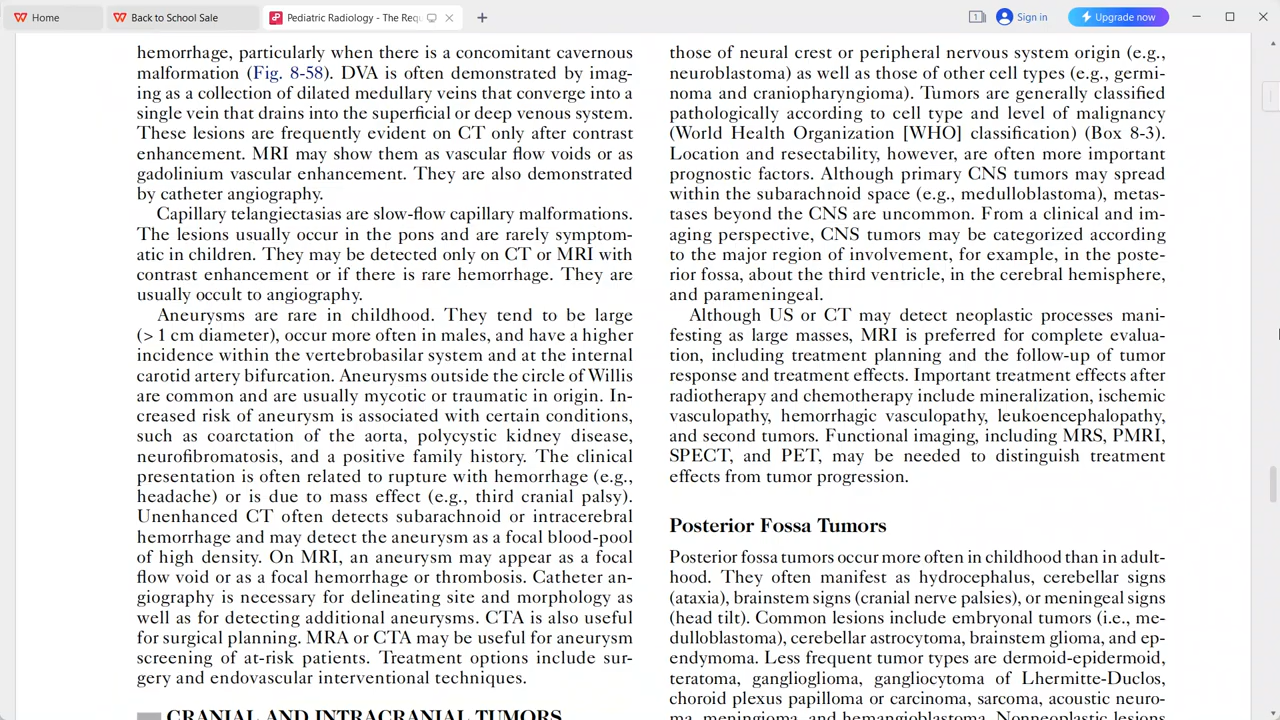 Home
Back to School Sale
Pediatric Radiology - The Requ
1
Sign in
Upgrade now
hemorrhage, particularly when there is a concomitant cavernous
malformation (Fig. 8-58). DVA is often demonstrated by imag-
ing as a collection of dilated medullary veins that converge into a
single vein that drains into the superficial or deep venous system.
These lesions are frequently evident on CT only after contrast
enhancement. MRI may show them as vascular flow voids or as
gadolinium vascular enhancement. They are also demonstrated
by catheter angiography.
Capillary telangiectasias are slow-flow capillary malformations.
The lesions usually occur in the pons and are rarely symptom-
atic in children. They may be detected only on CT or MRI with
contrast enhancement or if there is rare hemorrhage. They are
usually occult to angiography.
Aneurysms are rare in childhood. They tend to be large
(> 1 cm diameter), occur more often in males, and have a higher
incidence within the vertebrobasilar system and at the internal
carotid artery bifurcation. Aneurysms outside the circle of Willis
are common and are usually mycotic or traumatic in origin. In-
creased risk of aneurysm is associated with certain conditions,
such as coarctation of the aorta, polycystic kidney disease,
neurofibromatosis, and a positive family history. The clinical
presentation is often related to rupture with hemorrhage (e.g.,
headache) or is due to mass effect (e.g., third cranial palsy).
Unenhanced CT often detects subarachnoid or intracerebral
hemorrhage and may detect the aneurysm as a focal blood-pool
of high density. On MRI, an aneurysm may appear as a focal
flow void or as a focal hemorrhage or thrombosis. Catheter an-
giography is necessary for delineating site and morphology as
well as for detecting additional aneurysms. CTA is also useful
for surgical planning. MRA or CTA may be useful for aneurysm
screening of at-risk patients. Treatment options include sur-
gery and endovascular interventional techniques.
CRANIAL AND INTRACRANIAL TUMORS
those of neural crest or peripheral nervous system origin (e.g.,
neuroblastoma) as well as those of other cell types (e.g., germi-
noma and craniopharyngioma). Tumors are generally classified
pathologically according to cell type and level of malignancy
(World Health Organization [WHO] classification) (Box 8-3).
Location and resectability, however, are often more important
prognostic factors. Although primary CNS tumors may spread
within the subarachnoid space (e.g., medulloblastoma), metas-
tases beyond the CNS are uncommon. From a clinical and im-
aging perspective, CNS tumors may be categorized according
to the major region of involvement, for example, in the poste-
rior fossa, about the third ventricle, in the cerebral hemisphere,
and parameningeal.
Although US or CT may detect neoplastic processes mani-
festing as large masses, MRI is preferred for complete evalua-
tion, including treatment planning and the follow-up of tumor
response and treatment effects. Important treatment effects after
radiotherapy and chemotherapy include mineralization, ischemic
vasculopathy, hemorrhagic vasculopathy, leukoencephalopathy,
and second tumors. Functional imaging, including MRS, PMRI,
SPECT, and PET, may be needed to distinguish treatment
effects from tumor progression.
Posterior Fossa Tumors
Posterior fossa tumors occur more often in childhood than in adult-
hood. They often manifest as hydrocephalus, cerebellar signs
(ataxia), brainstem signs (cranial nerve palsies), or meningeal signs
(head tilt). Common lesions include embryonal tumors (i.e., me-
dulloblastoma), cerebellar astrocytoma, brainstem glioma, and ep-
endymoma. Less frequent tumor types are dermoid-epidermoid,
teratoma, ganglioglioma, gangliocytoma of Lhermitte-Duclos,
choroid plexus papilloma or carcinoma, sarcoma, acoustic neuro-
ma, meningioma, and hemangioblastoma. Nonneoplastic lesions